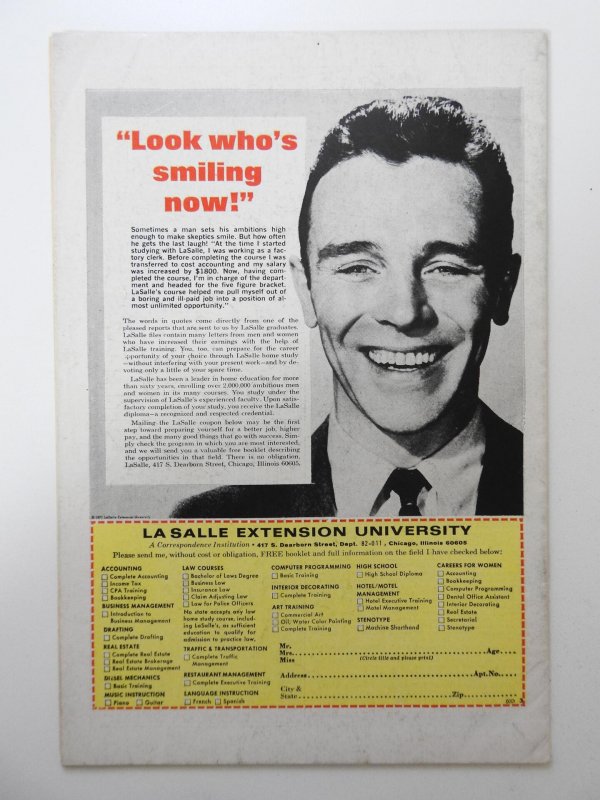 “Look who’s
smiling
now!”
Sometimes a man sets his ambitions high
enough to make skeptics smile. But how often
he gets the last laugh! “At the time I started
studying with LaSalle, I was working as a fac-
tory clerk. Before completing the course I was
transferred to cost accounting and my salary
was increased by $1800. Now, having com-
pleted the course, I’m in charge of the depart-
ment and headed for the five figure bracket.
LaSalle’s course helped me pull myself out of
a boring and ill-paid job into a position of al-
most unlimited opportunity.”
The words in quotes come directly from one of the
pleased reports that are sent to us by LaSalle graduates.
LaSalle files contain many letters from men and women
who have increased their earnings with the help of
LaSalle training. You, too, can prepare for the career
opportunity of your choice through LaSalle home study
—without interfering with your present work—and by de-
voting only a little of your spare time.
LaSalle has been a leader in home education for more
than sixty years, enrolling over 2,000,000 ambitious men
and women in its many courses. You study under the
supervision of LaSalle’s experienced faculty. Upon satis-
factory completion of your study, you receive the LaSalle
diploma—a recognized and respected credential.
Mailing the LaSalle coupon below may be the first
step toward preparing yourself for a better job, higher
pay, and the many good things that go with success. Sim-
ply check the program in which you are most interested,
and we will send you a valuable free booklet describing
the opportunities in that field. There is no obligation.
LaSalle, 417 S. Dearborn Street, Chicago, Illinois 60605.
LaSalle Extension University
LA SALLE EXTENSION UNIVERSITY
A Correspondence Institution • 417 S. Dearborn Street, Dept. Chicago, Illinois 60605
Please send me, without cost or obligation, FREE booklet and full information on the field I have checked below:
ACCOUNTING
Complete Accounting
Income Tax
CPA Training
Bookkeeping
BUSINESS MANAGEMENT
Introduction to
Business Management
DRAFTING
Complete Drafting
REAL ESTATE
Complete Real Estate
Real Estate Brokerage
Real Estate Management
DIESEL MECHANICS
Basic Training
MUSIC INSTRUCTION
Piano Guitar
LAW COURSES
Bachelor of Laws Degree
Business Law
Insurance Law
Claim Adjusting Law
Law for Police Officers
No state accepts any law
home study course, includ-
ing LaSalle’s, as sufficient
education to qualify for
admission to practice law.
TRAFFIC & TRANSPORTATION
Complete Traffic
Management
RESTAURANT MANAGEMENT
Complete Executive Training
LANGUAGE INSTRUCTION
French Spanish
COMPUTER PROGRAMMING
Basic Training
INTERIOR DECORATING
Complete Training
ART TRAINING
Commercial Art
Oil, Water Color Painting
Complete Training
HIGH SCHOOL
High School Diploma
HOTEL/MOTEL
MANAGEMENT
Hotel Executive Training
Motel Management
STENOTYPE
Machine Shorthand
CAREERS FOR WOMEN
Accounting
Bookkeeping
Computer Programming
Dental Office Assistant
Interior Decorating
Real Estate
Secretarial
Stenotype
Mr.
Mrs. Age
Miss (Circle title and please print)
Address Apt.No.
City &
State Zip